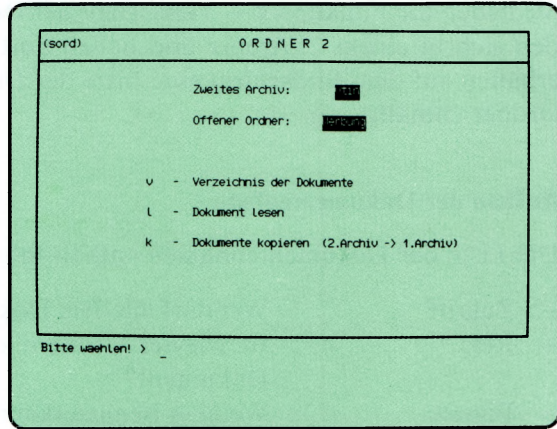 (sord) ORDNER 2
Zweites Archiv:
Offener Ordner:
v - Verzeichnis der Dokumente
l - Dokument lesen
k - Dokumente kopieren (2.Archiv -> 1.Archiv)
Bitte waehlen! > _